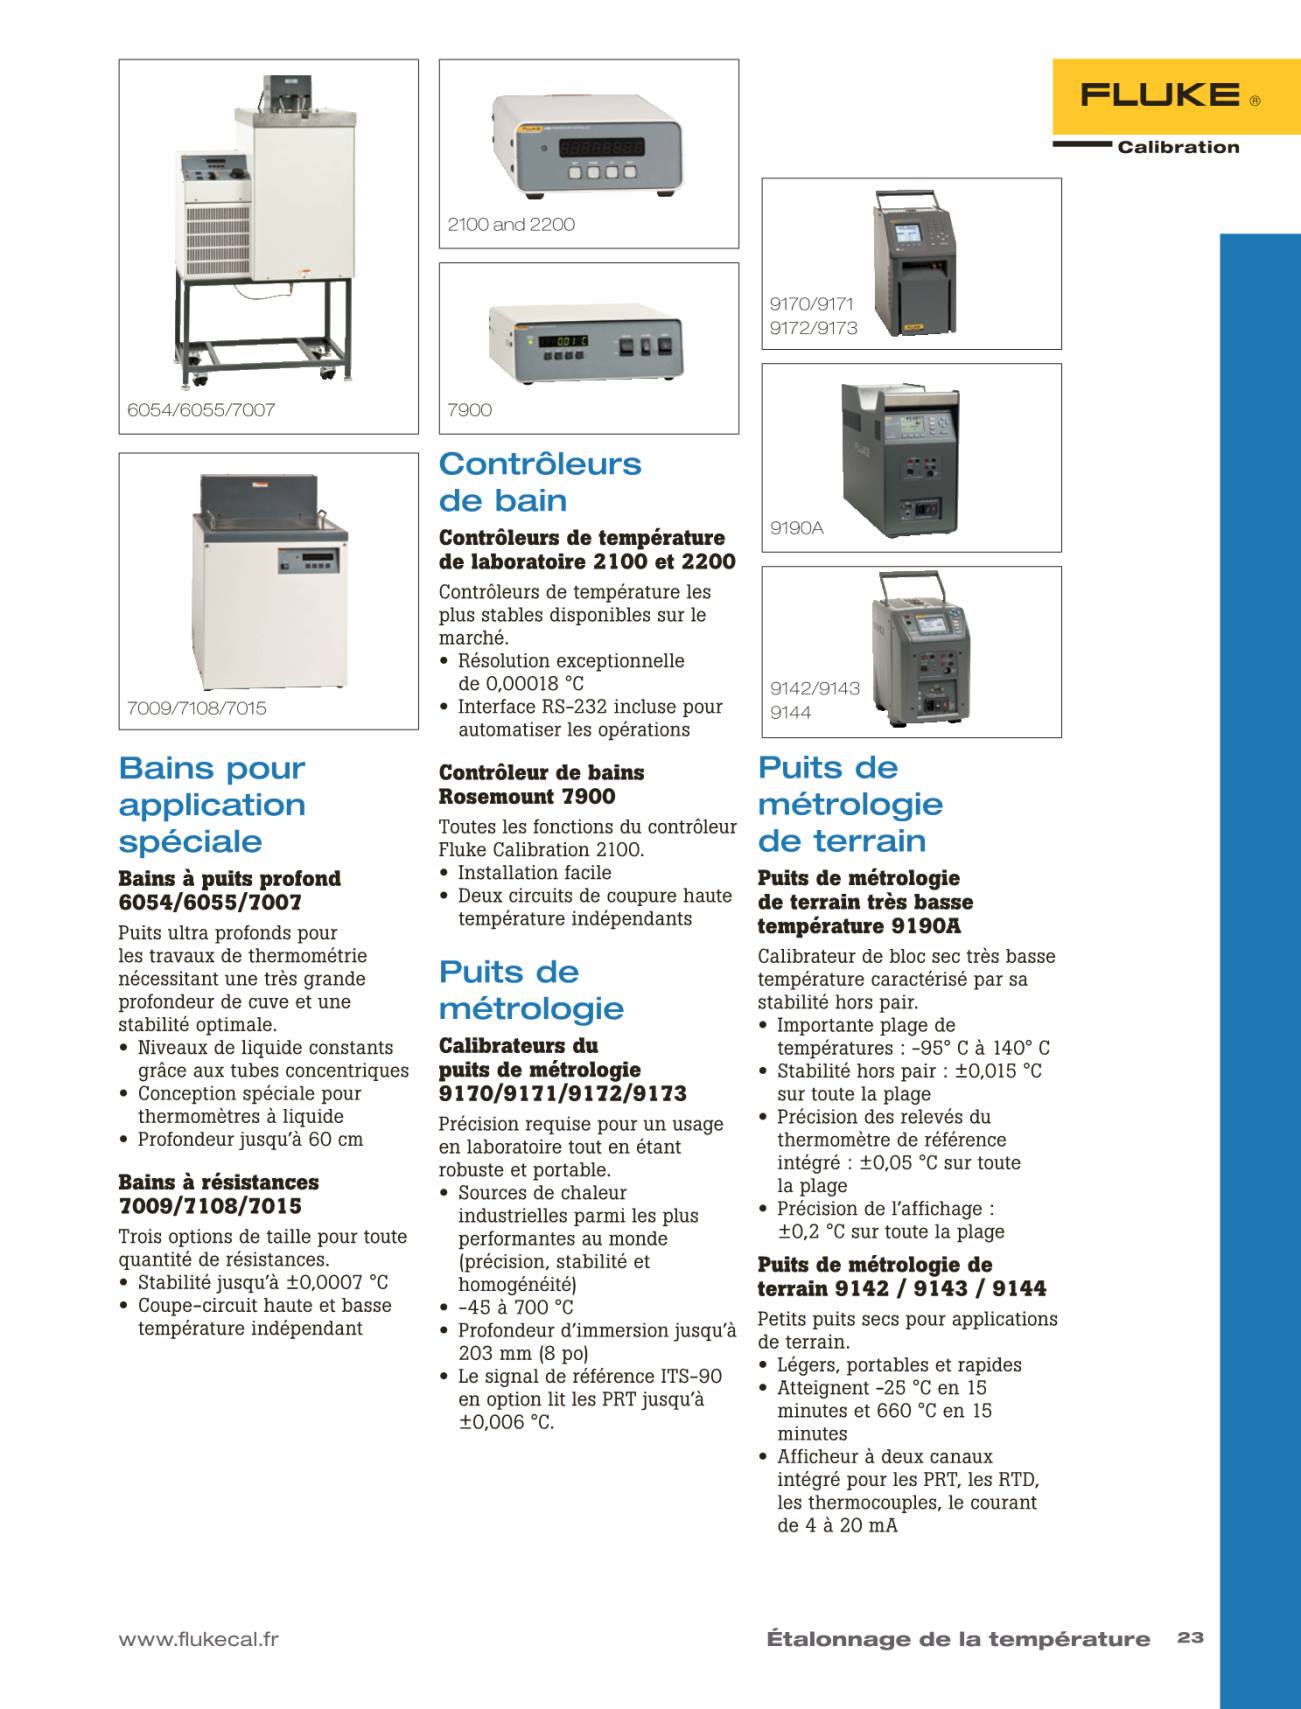 FLUKE ®
Calibration
6054/6055/7007
2100 and 2200
7900
9170/9171
9172/9173
9190A
9142/9143
9144
7009/7108/7015
Bains pour
application
spéciale
Bains à puits profond
6054/6055/7007
Puits ultra profonds pour
les travaux de thermométrie
nécessitant une très grande
profondeur de cuve et une
stabilité optimale.
• Niveaux de liquide constants
grâce aux tubes concentriques
• Conception spéciale pour
thermomètres à liquide
• Profondeur jusqu’à 60 cm
Bains à résistances
7009/7108/7015
Trois options de taille pour toute
quantité de résistances.
• Stabilité jusqu’à ±0,0007 °C
• Coupe-circuit haute et basse
température indépendant
Contrôleurs
de bain
Contrôleurs de température
de laboratoire 2100 et 2200
Contrôleurs de température les
plus stables disponibles sur le
marché.
• Résolution exceptionnelle
de 0,00018 °C
• Interface RS-232 incluse pour
automatiser les opérations
Contrôleur de bains
Rosemount 7900
Toutes les fonctions du contrôleur
Fluke Calibration 2100.
• Installation facile
• Deux circuits de coupure haute
température indépendants
Puits de
métrologie
Calibrateurs du
puits de métrologie
9170/9171/9172/9173
Précision requise pour un usage
en laboratoire tout en étant
robuste et portable.
• Sources de chaleur
industrielles parmi les plus
performantes au monde
(précision, stabilité et
homogénéité)
• -45 à 700 °C
• Profondeur d’immersion jusqu’à
203 mm (8 po)
• Le signal de référence ITS-90
en option lit les PRT jusqu’à
±0,006 °C.
Puits de
métrologie
de terrain
Puits de métrologie
de terrain très basse
température 9190A
Calibrateur de bloc sec très basse
température caractérisé par sa
stabilité hors pair.
• Importante plage de
températures : -95° C à 140° C
• Stabilité hors pair : ±0,015 °C
sur toute la plage
• Précision des relevés du
thermomètre de référence
intégré : ±0,05 °C sur toute
la plage
• Précision de l’affichage :
±0,2 °C sur toute la plage
Puits de métrologie de
terrain 9142 / 9143 / 9144
Petits puits secs pour applications
de terrain.
• Légers, portables et rapides
• Atteignent -25 °C en 15
minutes et 660 °C en 15
minutes
• Afficheur à deux canaux
intégré pour les PRT, les RTD,
les thermocouples, le courant
de 4 à 20 mA
www.flukecal.fr
Étalonnage de la température 23